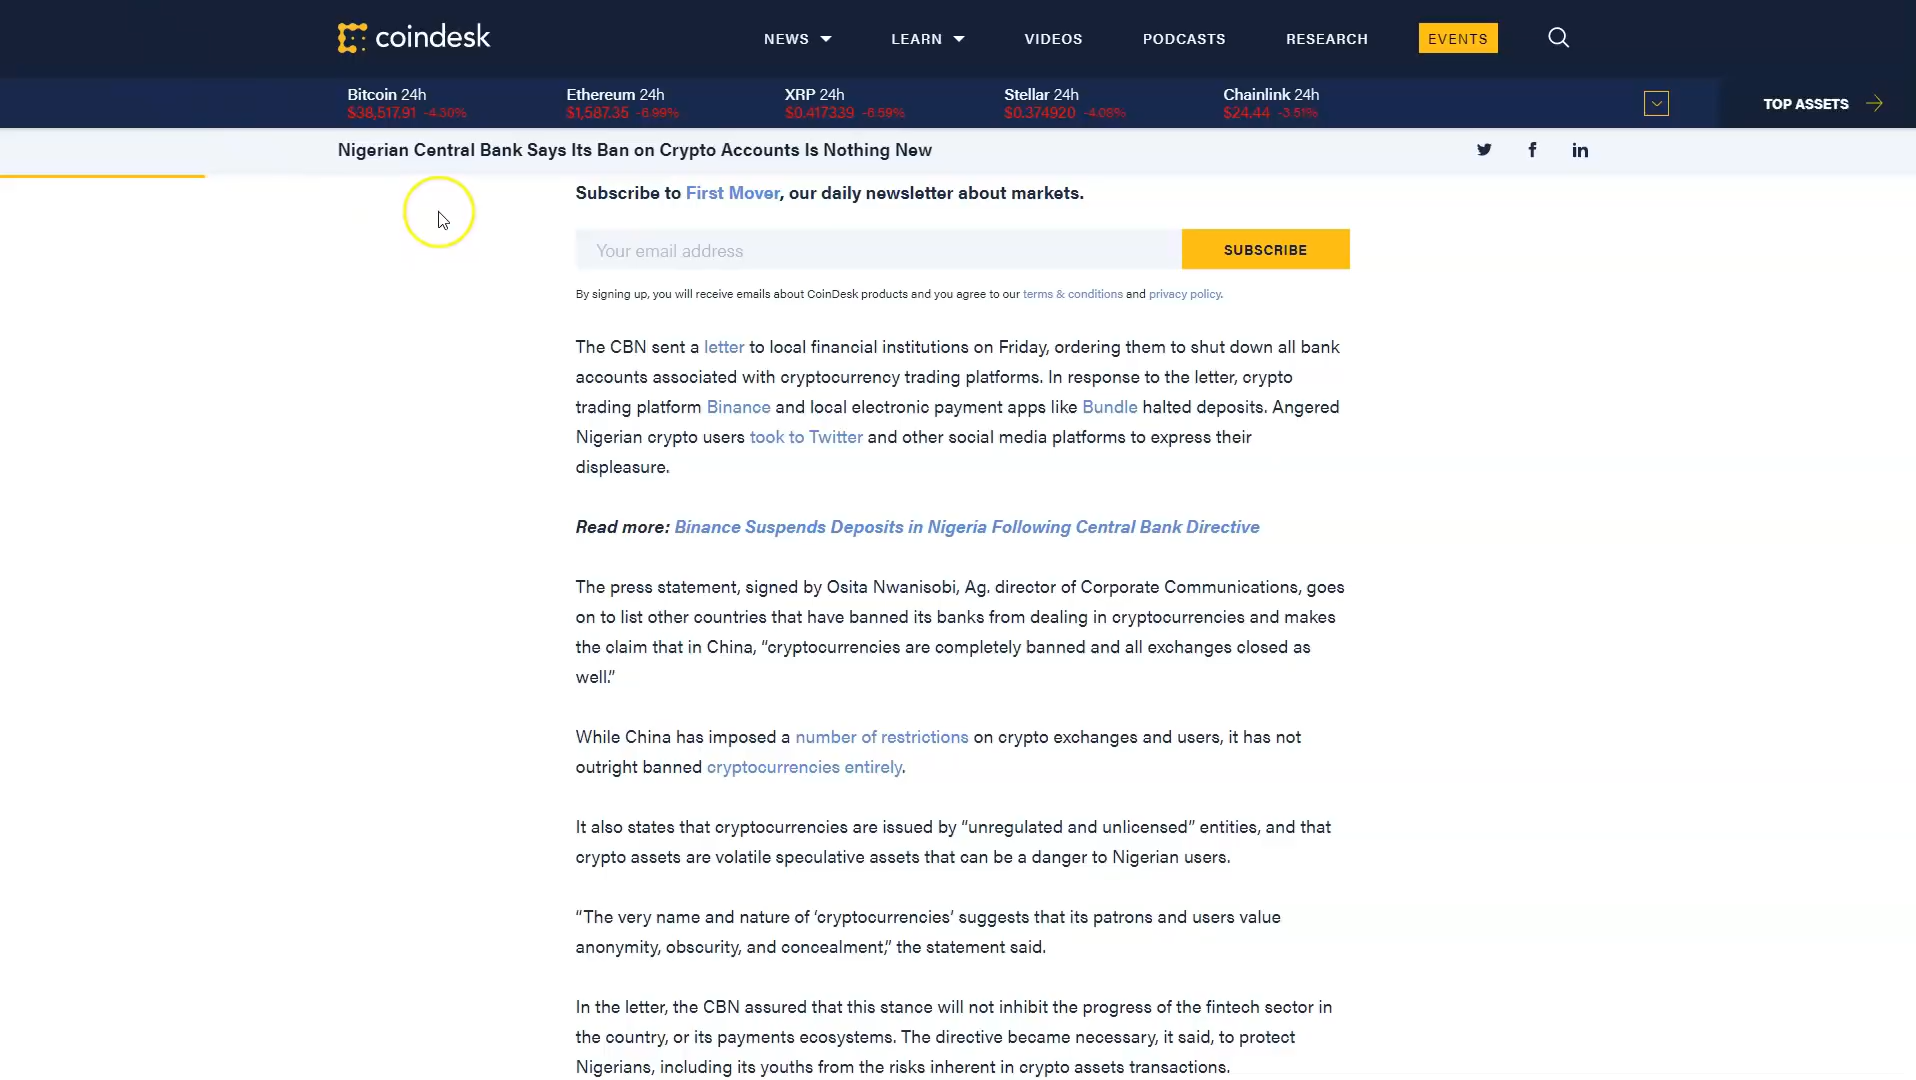 coindesk
NEWS LEARN VIDEOS PODCASTS RESEARCH EVENTS
Bitcoin 24h Ethereum 24h XRP 24h Stellar 24h Chainlink 24h
$38,517.91 -4.30% $1,587.35 -6.99% $0.417339 -6.59% $0.374920 -4.08% $24.44 -3.51%
TOP ASSETS
Nigerian Central Bank Says Its Ban on Crypto Accounts Is Nothing New
Subscribe to First Mover, our daily newsletter about markets.
Your email address SUBSCRIBE
By signing up, you will receive emails about CoinDesk products and you agree to our terms & conditions and privacy policy.
The CBN sent a letter to local financial institutions on Friday, ordering them to shut down all bank
accounts associated with cryptocurrency trading platforms. In response to the letter, crypto
trading platform Binance and local electronic payment apps like Bundle halted deposits. Angered
Nigerian crypto users took to Twitter and other social media platforms to express their
displeasure.
Read more: Binance Suspends Deposits in Nigeria Following Central Bank Directive
The press statement, signed by Osita Nwanisobi, Ag. director of Corporate Communications, goes
on to list other countries that have banned its banks from dealing in cryptocurrencies and makes
the claim that in China, “cryptocurrencies are completely banned and all exchanges closed as
well.”
While China has imposed a number of restrictions on crypto exchanges and users, it has not
outright banned cryptocurrencies entirely.
It also states that cryptocurrencies are issued by “unregulated and unlicensed” entities, and that
crypto assets are volatile speculative assets that can be a danger to Nigerian users.
“The very name and nature of ‘cryptocurrencies’ suggests that its patrons and users value
anonymity, obscurity, and concealment,” the statement said.
In the letter, the CBN assured that this stance will not inhibit the progress of the fintech sector in
the country, or its payments ecosystems. The directive became necessary, it said, to protect
Nigerians, including its youths from the risks inherent in crypto assets transactions.